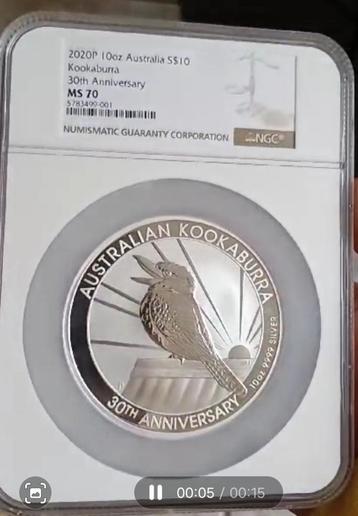 2020P 10oz Australia S$10
Kookaburra
30th Anniversary
MS 70
5783499-001
NUMISMATIC GUARANTY CORPORATION
NGC®
AUSTRALIAN KOOKABURRA
10oz 9999 SILVER
30TH ANNIVERSARY
00:05 / 00:15